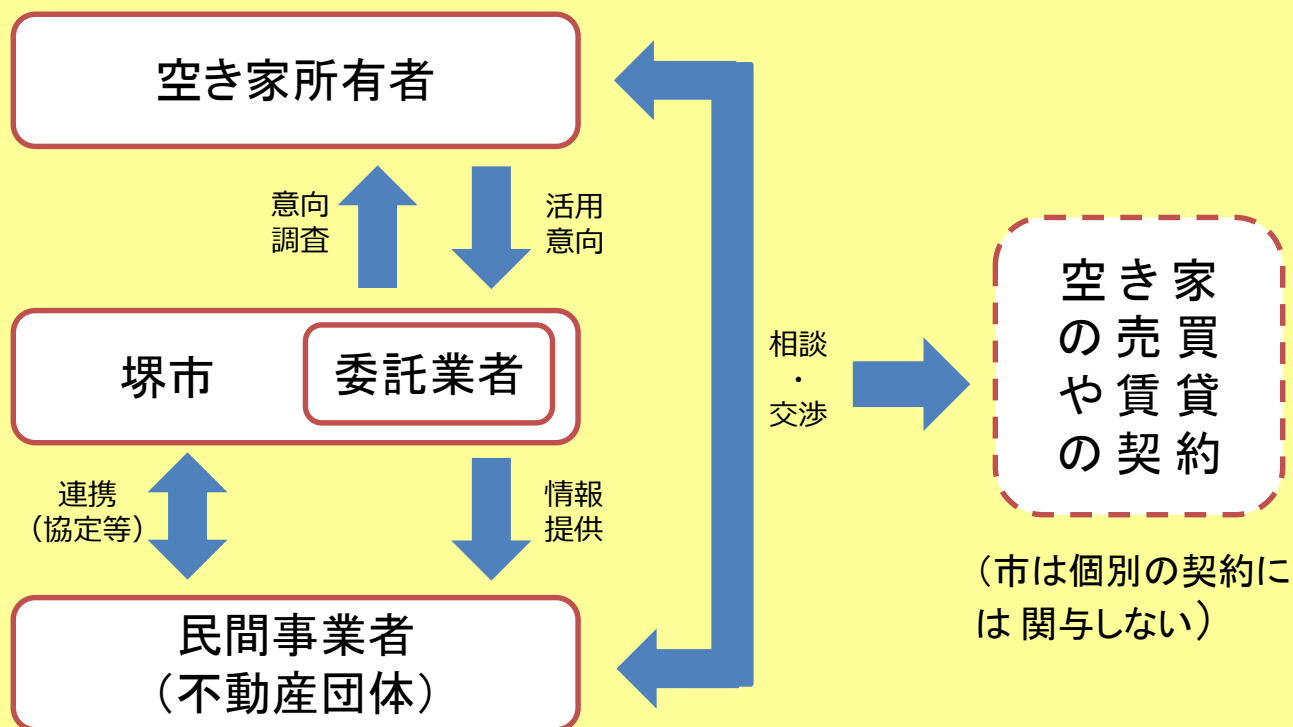 空き家所有者
意向
調査
活用
意向
堺市
委託業者
連携
（協定等）
情報
提供
民間事業者
（不動産団体）
相談
・
交渉
空き家
の売買
や賃貸
の契約
（市は個別の契約に
は関与しない）